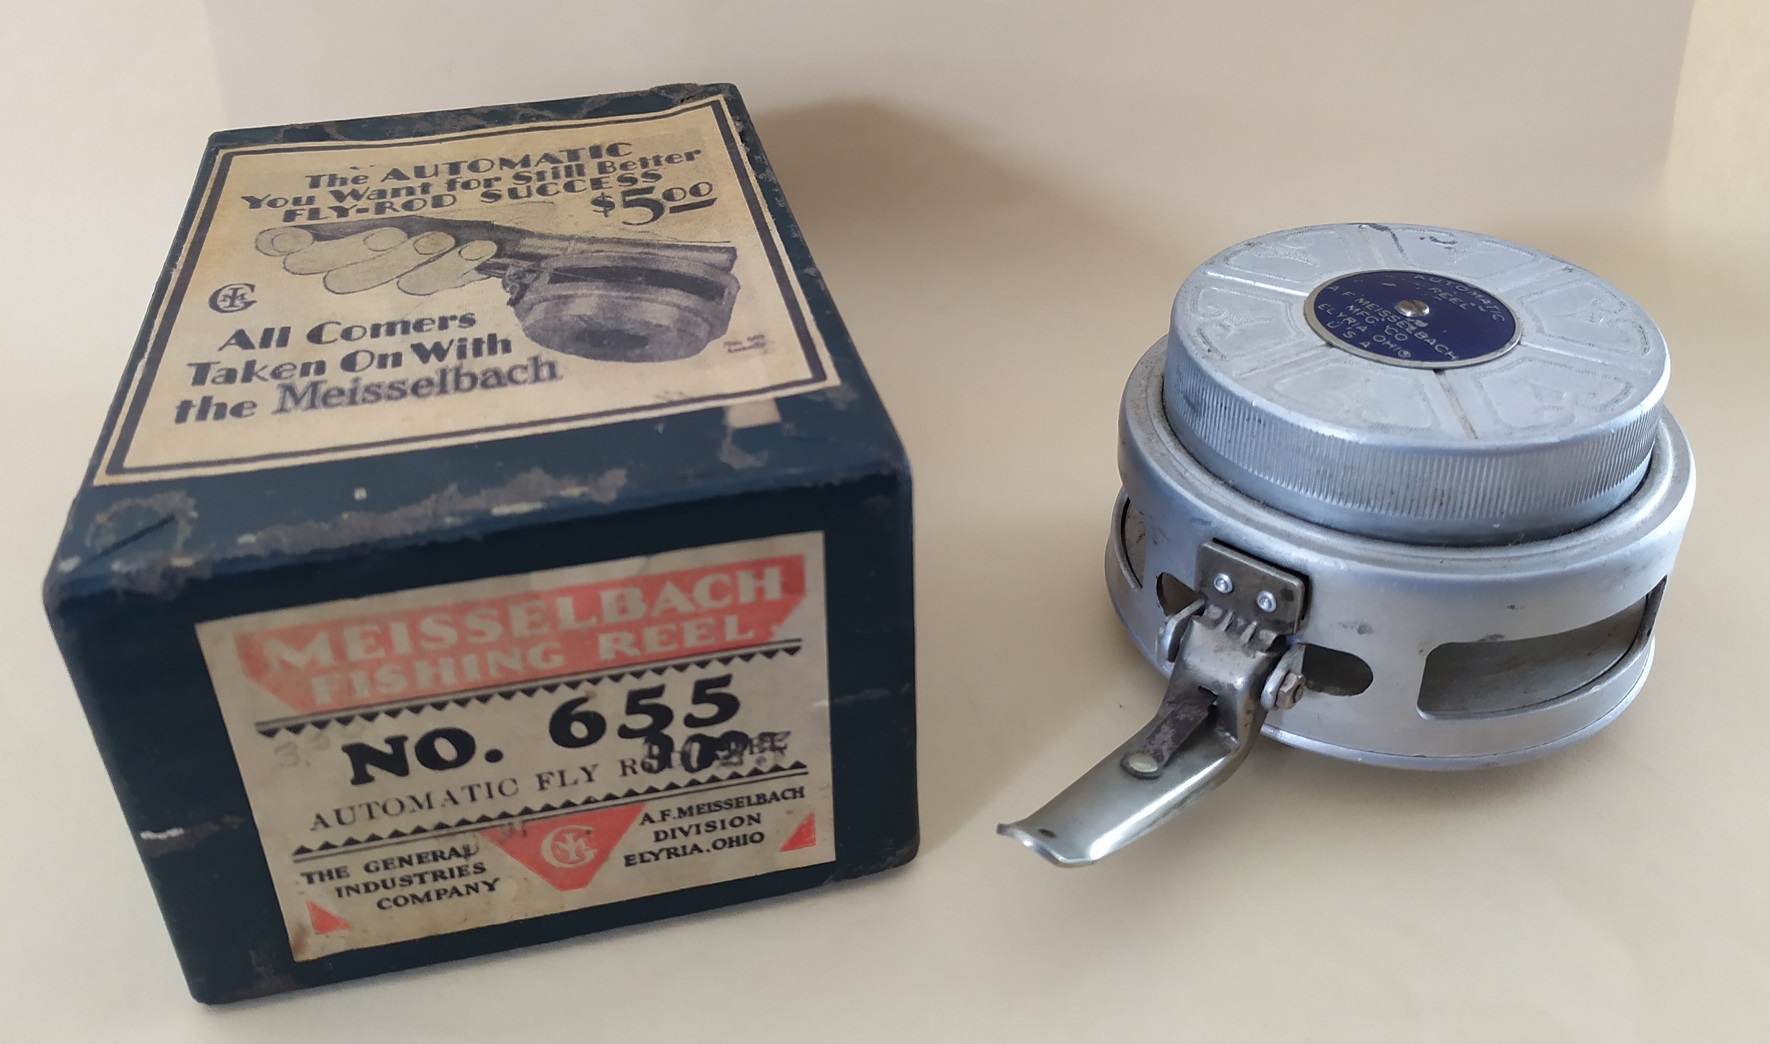 The AUTOMATIC
You Want for Still Better
FLY-ROD SUCCESS
$5.00
All Comers
Taken On With
the Meisselbach
MEISSELBACH
FISHING REEL
NO. 655
AUTOMATIC FLY
THE GENERAL
INDUSTRIES
COMPANY
GIC
A.F. MEISSELBACH
DIVISION
ELYRIA, OHIO
AUTOMATIC
REEL
A.F. MEISSELBACH
MFG CO
ELYRIA OHIO
U S A